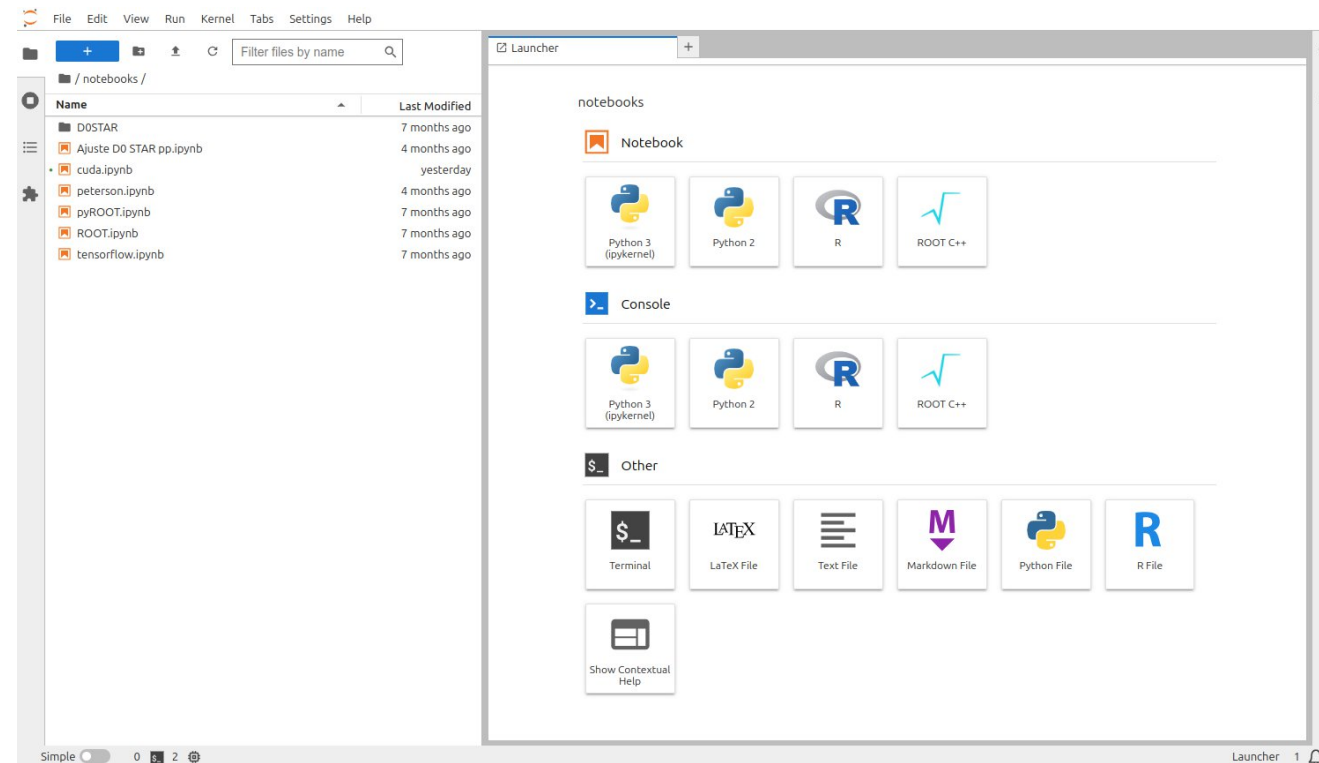 File Edit View Run Kernel Tabs Settings Help
+ Filter files by name
/ notebooks /
Name Last Modified
D0STAR 7 months ago
Ajuste D0 STAR pp.ipynb 4 months ago
cuda.ipynb yesterday
peterson.ipynb 4 months ago
pyROOT.ipynb 7 months ago
ROOT.ipynb 7 months ago
tensorflow.ipynb 7 months ago
Launcher +
notebooks
Notebook
Python 3 (ipykernel)
Python 2
R
R
ROOT C++
>_ Console
Python 3 (ipykernel)
Python 2
R
R
ROOT C++
$_ Other
$_
Terminal
LATEX
LaTeX File
Text File
M
Markdown File
Python File
R
R File
Show Contextual Help
Simple 0 $_ 2
Launcher 1